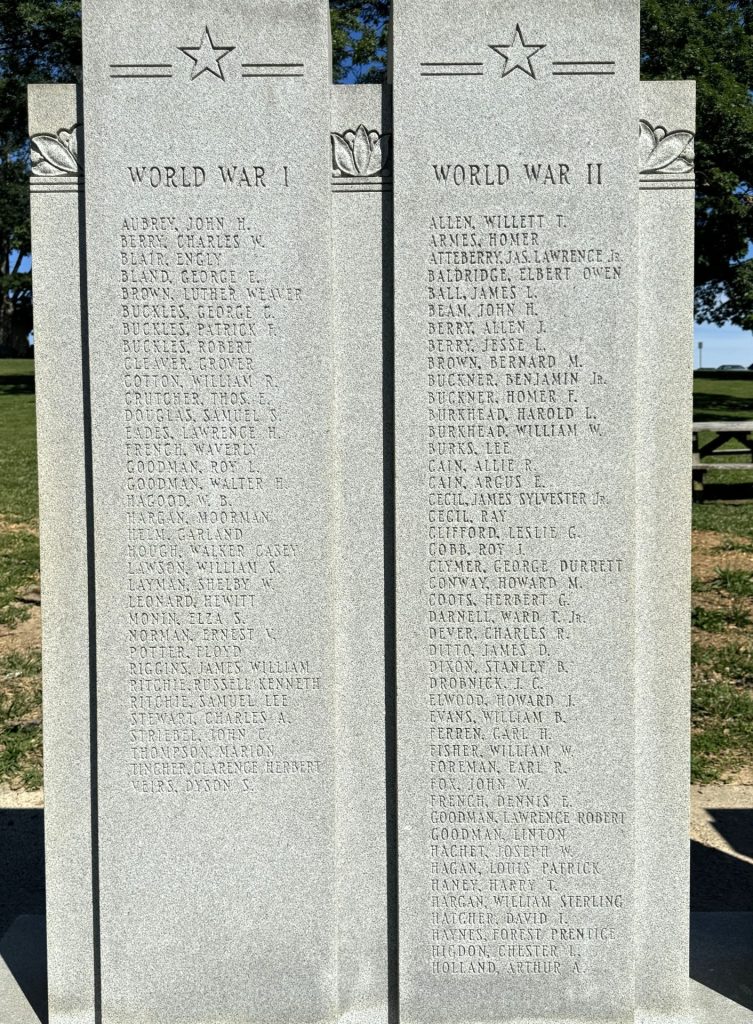 WORLD WAR I
AUBREY, JOHN H.
BERRY, CHARLES W.
BLAIR, ENGLY
BLAND, GEORGE E.
BROWN, LUTHER WEAVER
BUCKLES, GEORGE C.
BUCKLES, PATRICK F.
BUCKLES, ROBERT
CLEAVER, GROVER
COTTON, WILLIAM R.
CRUTCHER, THOS. E.
DOUGLAS, SAMUEL S.
EADES, LAWRENCE H.
FRENCH, WAVERLY
GOODMAN, ROY L.
GOODMAN, WALTER H.
HAGOOD, W. B.
HARGAN, MOORMAN
HELM, GARLAND
HOUGH, WALKER CASEY
LAWSON, WILLIAM S.
LAYMAN, SHELBY W.
LEONARD, HEWITT
MONIN, ELZA S.
NORMAN, ERNEST V.
POTTER, FLOYD
RIGGINS, JAMES WILLIAM
RITCHIE, RUSSELL KENNETH
RITCHIE, SAMUEL LEE
STEWART, CHARLES A.
STRIEBEL, JOHN C.
THOMPSON, MARION
TINCHER, CLARENCE HERBERT
VEIRS, DYSON S.
WORLD WAR II
ALLEN, WILLETT T.
ARMES, HOMER
ATTEBERRY, JAS. LAWRENCE JR.
BALDRIDGE, ELBERT OWEN
BALL, JAMES L.
BEAM, JOHN H.
BERRY, ALLEN J.
BERRY, JESSE L.
BROWN, BERNARD M.
BUCKNER, BENJAMIN JR.
BUCKNER, HOMER F.
BURKHEAD, HAROLD L.
BURKHEAD, WILLIAM W.
BURKS, LEE
CAIN, ALLIE R.
CAIN, ARGUS E.
CECIL, JAMES SYLVESTER JR.
CECIL, RAY
CLIFFORD, LESLIE G.
COBB, ROY J.
CLYMER, GEORGE DURRETT
CONWAY, HOWARD M.
COOTS, HERBERT G.
DARNELL, WARD T. JR.
DEVER, CHARLES R.
DITTO, JAMES D.
DIXON, STANLEY B.
DROBNICK, J. C.
ELWOOD, HOWARD J.
EVANS, WILLIAM B.
FERREN, CARL H.
FISHER, WILLIAM W.
FOREMAN, EARL R.
FOX, JOHN W.
FRENCH, DENNIS E.
GOODMAN, LAWRENCE ROBERT
GOODMAN, LINTON
HACHET, JOSEPH W.
HAGAN, LOUIS PATRICK
HANEY, HARRY T.
HARGAN, WILLIAM STERLING
HATCHER, DAVID I.
HAYNES, FOREST PRENTICE
HIGDON, CHESTER L.
HOLLAND, ARTHUR A.